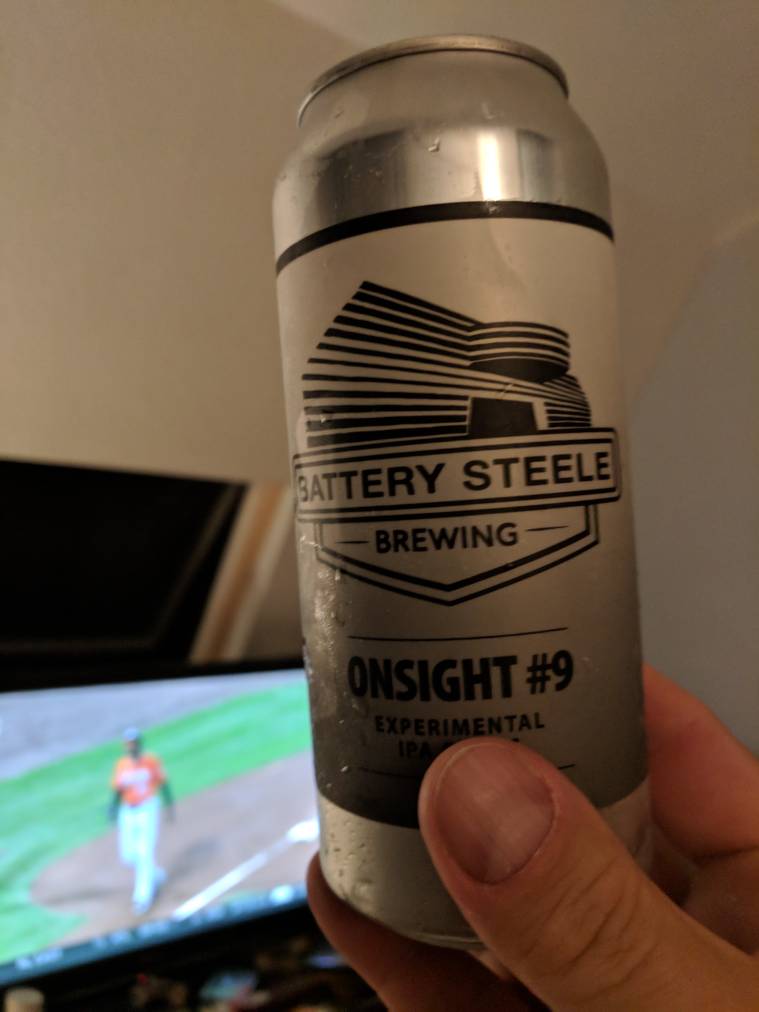 BATTERY STEELE
BREWING
ONSIGHT #9
EXPERIMENTAL
IPA